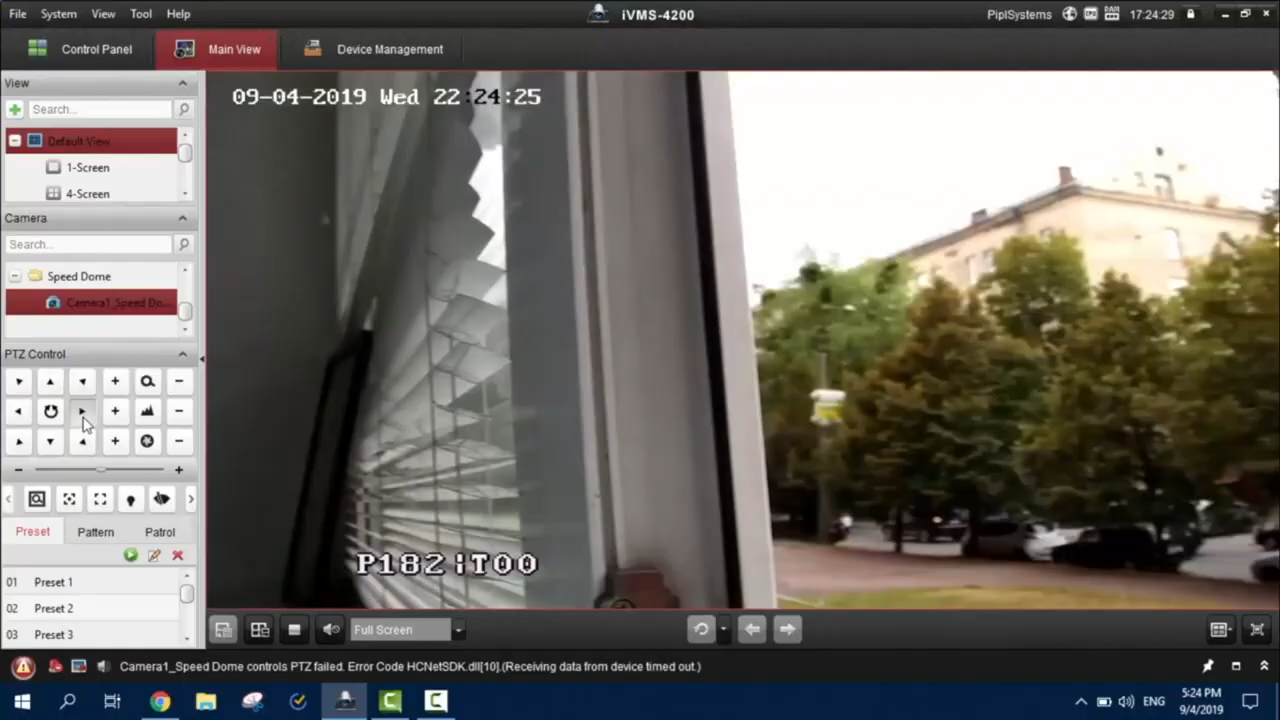 File System View Tool Help
iVMS-4200
PiplSystems
RAM
17:24:29
Control Panel
Main View
Device Management
View
Search...
Default View
1-Screen
4-Screen
Camera
Search...
Speed Dome
Camera1_Speed Do...
PTZ Control
Preset Pattern Patrol
01 Preset 1
02 Preset 2
03 Preset 3
09-04-2019 Wed 22:24:25
P182|T00
Full Screen
Camera1_Speed Dome controls PTZ failed. Error Code HCNetSDK.dll[10].(Receiving data from device timed out.)
ENG
5:24 PM
9/4/2019